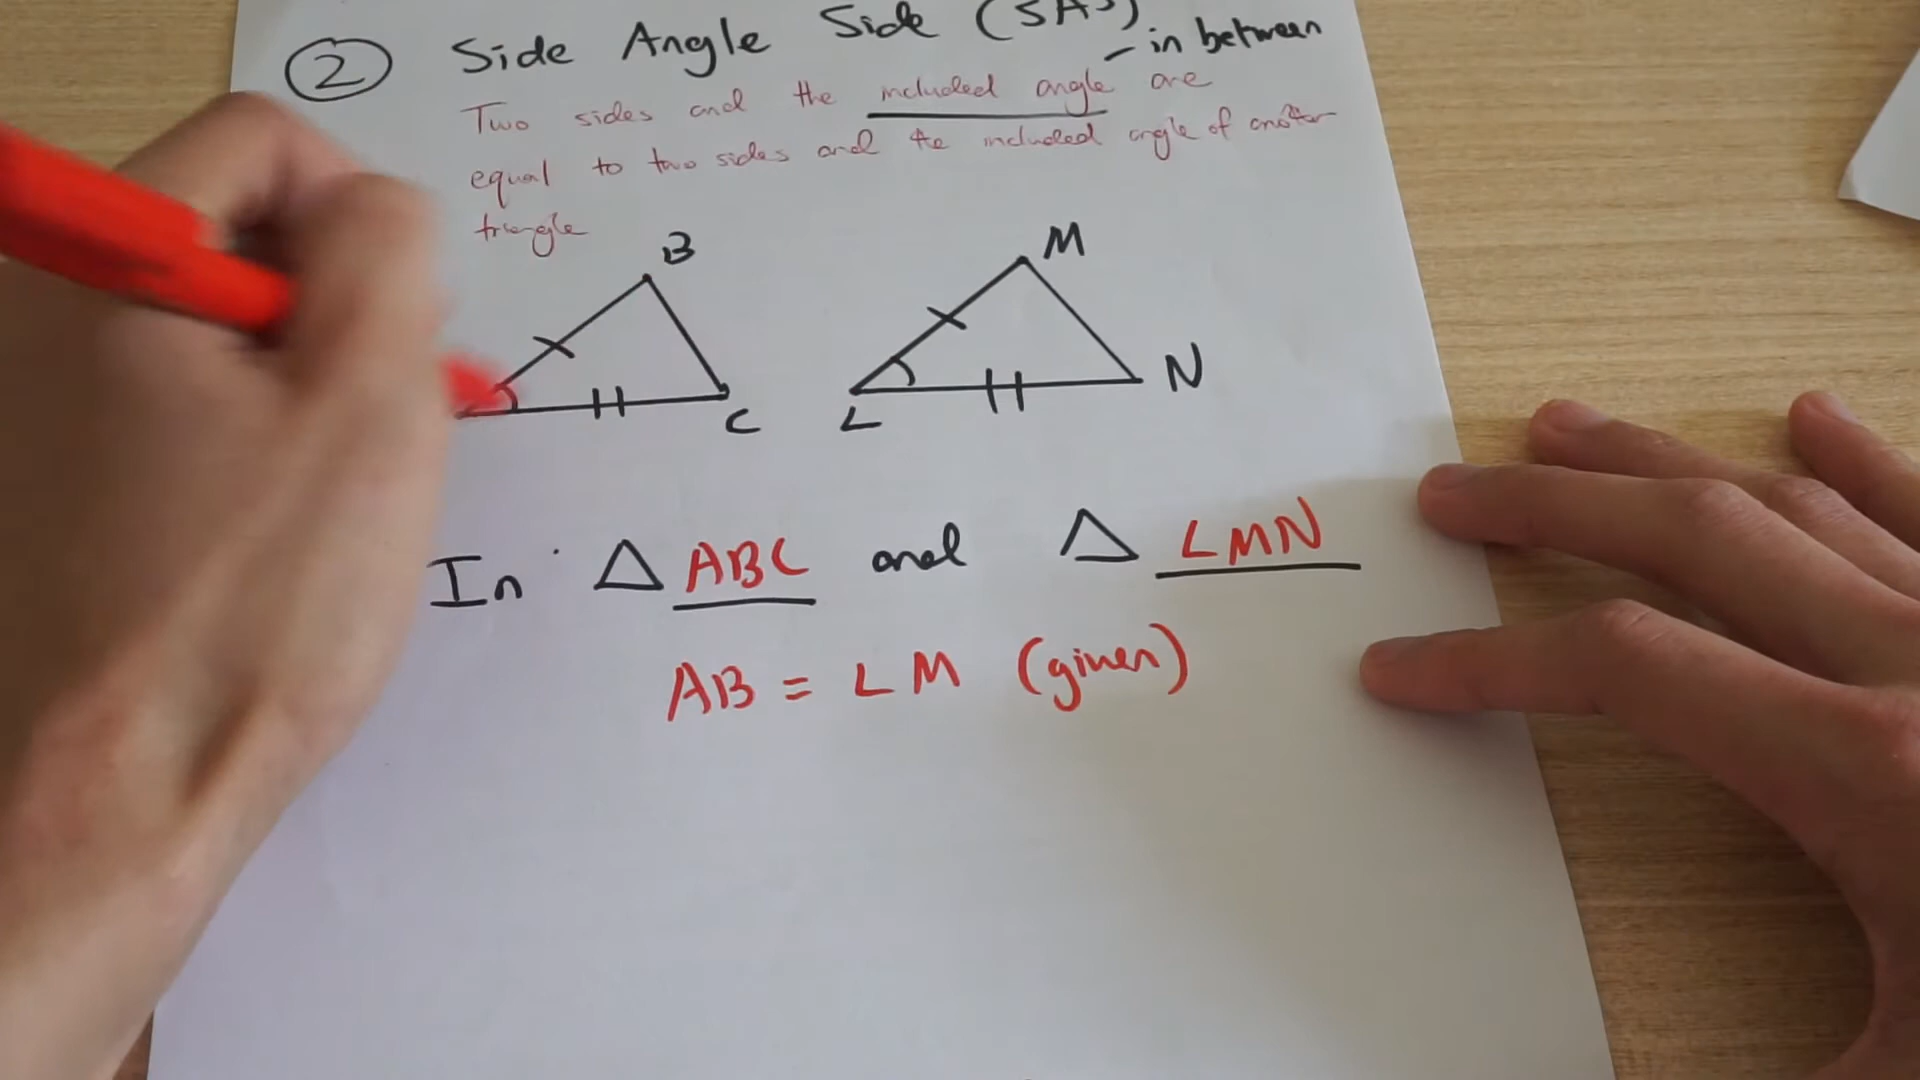 2 Side Angle Side (SAS)
- in between
Two sides and the included angle are
equal to two sides and the included angle of another
triangle
B
M
C
L
N
In △ ABC and △ LMN
AB = LM (given)